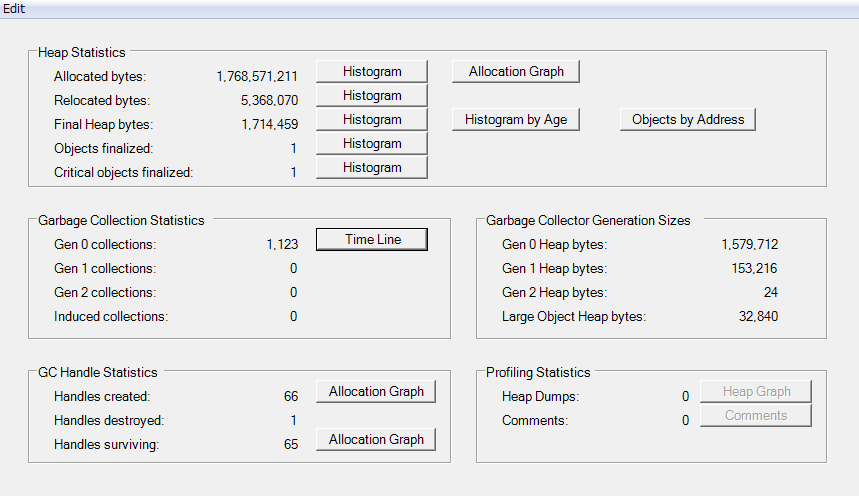 Edit
Heap Statistics
Allocated bytes: 1,768,571,211 Histogram Allocation Graph
Relocated bytes: 5,368,070 Histogram
Final Heap bytes: 1,714,459 Histogram Histogram by Age Objects by Address
Objects finalized: 1 Histogram
Critical objects finalized: 1 Histogram
Garbage Collection Statistics
Gen 0 collections: 1,123 Time Line
Gen 1 collections: 0
Gen 2 collections: 0
Induced collections: 0
Garbage Collector Generation Sizes
Gen 0 Heap bytes: 1,579,712
Gen 1 Heap bytes: 153,216
Gen 2 Heap bytes: 24
Large Object Heap bytes: 32,840
GC Handle Statistics
Handles created: 66 Allocation Graph
Handles destroyed: 1
Handles surviving: 65 Allocation Graph
Profiling Statistics
Heap Dumps: 0 Heap Graph
Comments: 0 Comments